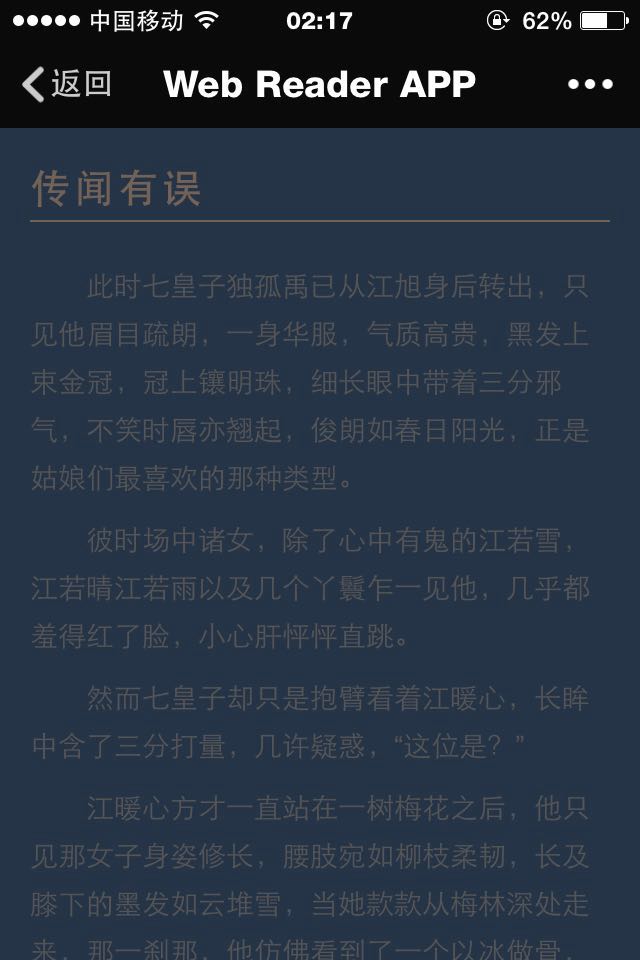 中国移动 02:17 62%
返回 Web Reader APP
传闻有误
此时七皇子独孤禹已从江旭身后转出，只
见他眉目疏朗，一身华服，气质高贵，黑发上
束金冠，冠上镶明珠，细长眼中带着三分邪
气，不笑时唇亦翘起，俊朗如春日阳光，正是
姑娘们最喜欢的那种类型。
彼时场中诸女，除了心中有鬼的江若雪，
江若晴江若雨以及几个丫鬟乍一见他，几乎都
羞得红了脸，小心肝怦怦直跳。
然而七皇子却只是抱臂看着江暖心，长眸
中含了三分打量，几许疑惑，“这位是？”
江暖心方才一直站在一树梅花之后，他只
见那女子身姿修长，腰肢宛如柳枝柔韧，长及
膝下的墨发如云堆雪，当她款款从梅林深处走
来，那一刹那，他仿佛看到了一个以冰做骨，